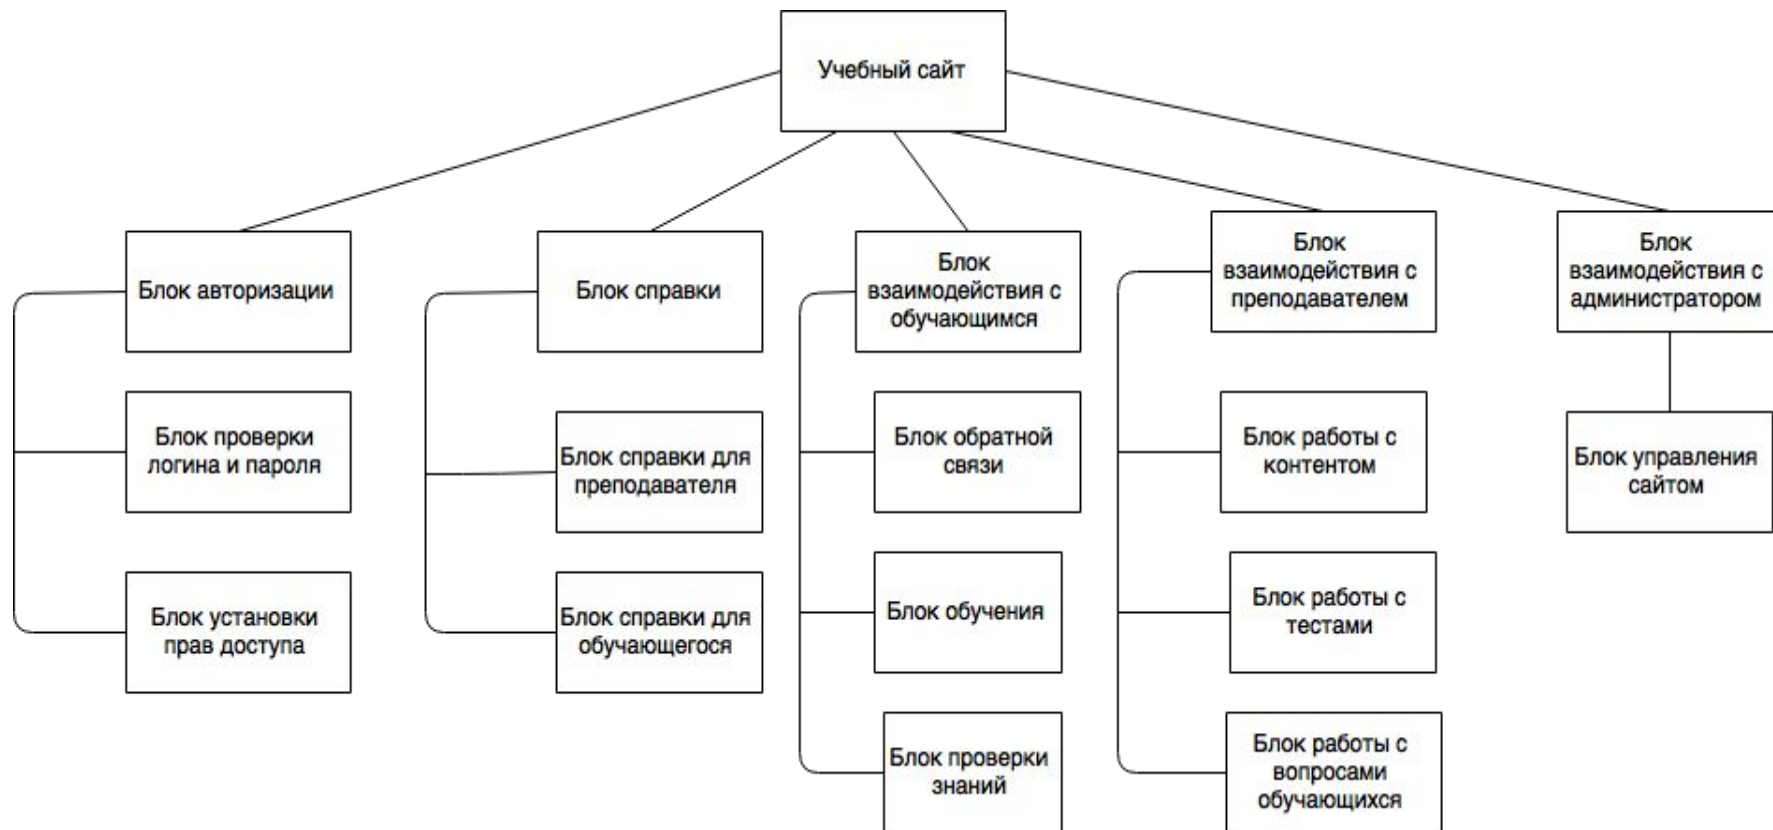 Учебный сайт
Блок авторизации
Блок проверки
логина и пароля
Блок установки
прав доступа
Блок справки
Блок справки для
преподавателя
Блок справки для
обучающегося
Блок
взаимодействия с
обучающимся
Блок обратной
связи
Блок обучения
Блок проверки
знаний
Блок
взаимодействия с
преподавателем
Блок работы с
контентом
Блок работы с
тестами
Блок работы с
вопросами
обучающихся
Блок
взаимодействия с
администратором
Блок управления
сайтом